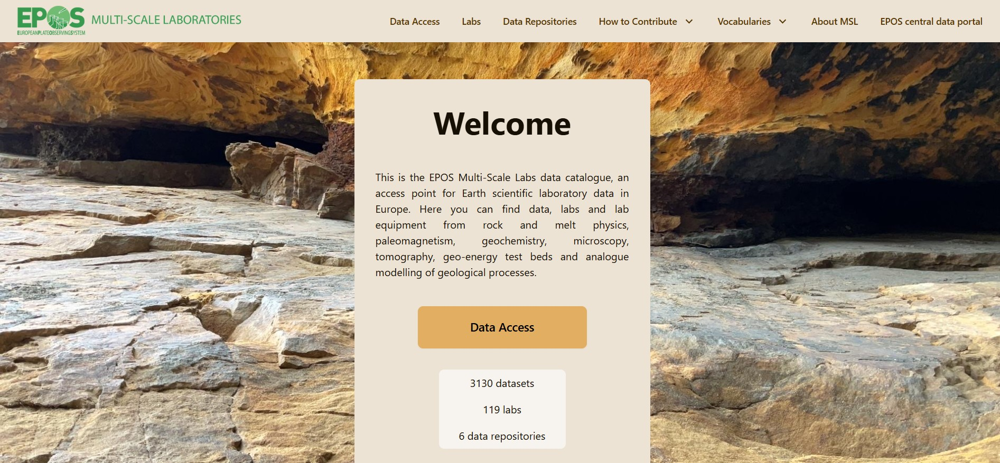 EPOS
EUROPEANPLATEOBSERVINGSYSTEM
MULTI-SCALE LABORATORIES
Data Access
Labs
Data Repositories
How to Contribute
Vocabularies
About MSL
EPOS central data portal
Welcome
This is the EPOS Multi-Scale Labs data catalogue, an
access point for Earth scientific laboratory data in
Europe. Here you can find data, labs and lab
equipment from rock and melt physics,
paleomagnetism, geochemistry, microscopy,
tomography, geo-energy test beds and analogue
modelling of geological processes.
Data Access
3130 datasets
119 labs
6 data repositories